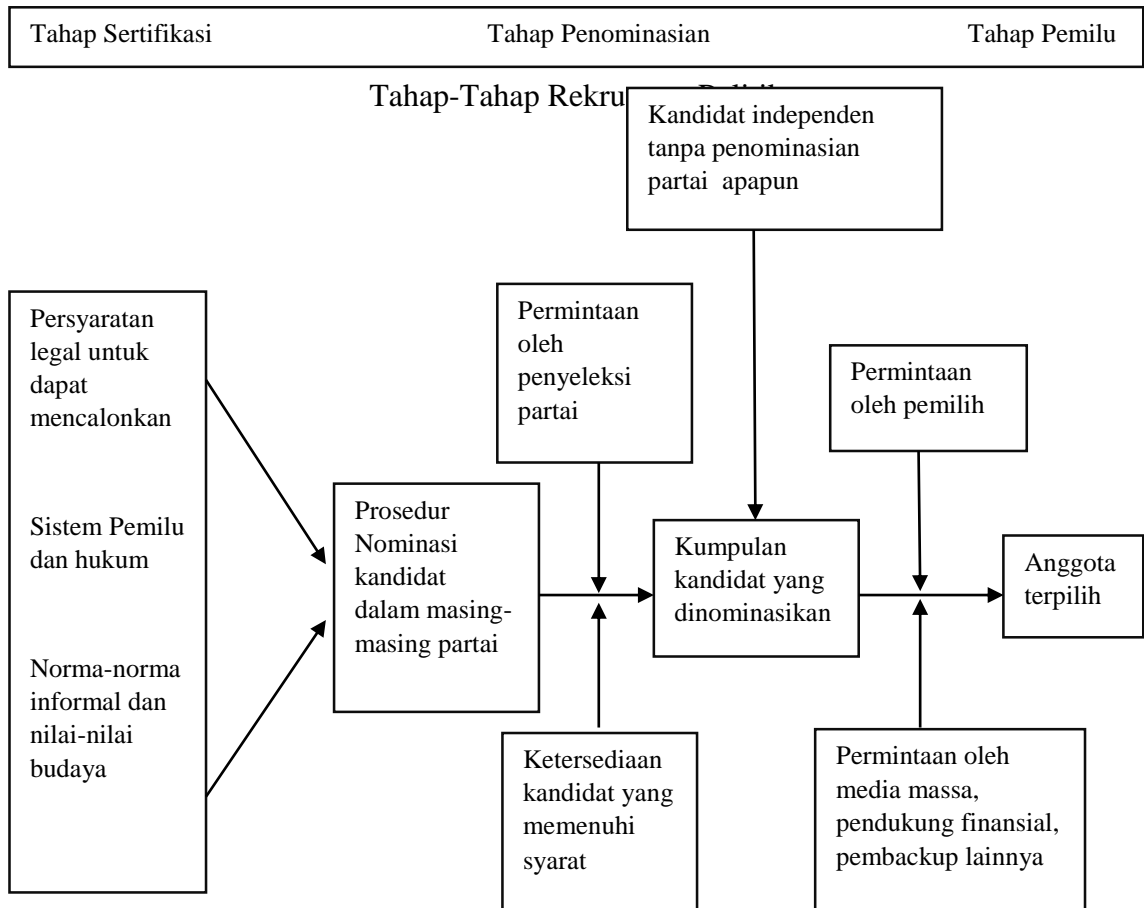 Tahap Sertifikasi Tahap Penominasian Tahap Pemilu
Tahap-Tahap
Kandidat independen
tanpa penominasian
partai apapun
Persyaratan
legal untuk
dapat
mencalonkan
Sistem Pemilu
dan hukum
Norma-norma
informal dan
nilai-nilai
budaya
Prosedur
Nominasi
kandidat
dalam masing-
masing partai
Permintaan
oleh
penyeleksi
partai
Ketersediaan
kandidat yang
memenuhi
syarat
Kumpulan
kandidat yang
dinominasikan
Permintaan
oleh pemilih
Permintaan oleh
media massa,
pendukung finansial,
pembackup lainnya
Anggota
terpilih